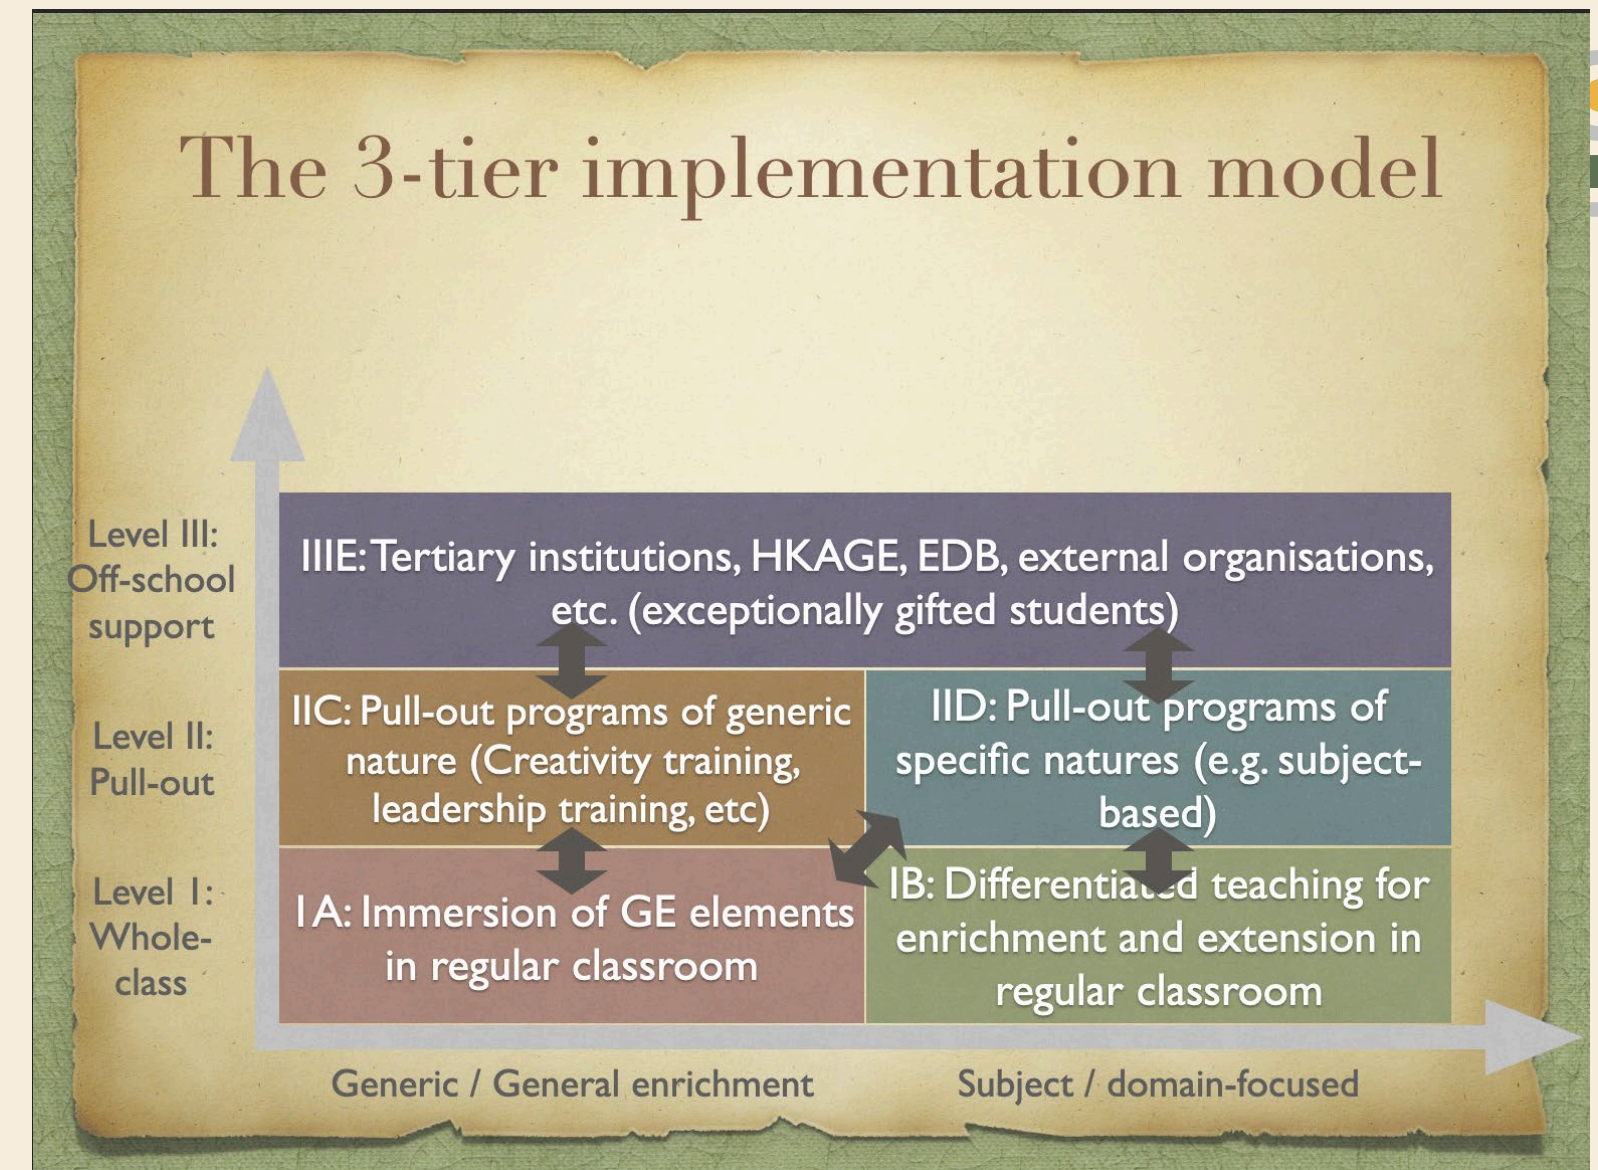 The 3-tier implementation model
Level III:
Off-school
support
IIIE: Tertiary institutions, HKAGE, EDB, external organisations,
etc. (exceptionally gifted students)
Level II:
Pull-out
IIC: Pull-out programs of generic
nature (Creativity training,
leadership training, etc)
IID: Pull-out programs of
specific natures (e.g. subject-
based)
Level 1:
Whole-
class
1A: Immersion of GE elements
in regular classroom
IB: Differentiated teaching for
enrichment and extension in
regular classroom
Generic / General enrichment
Subject / domain-focused